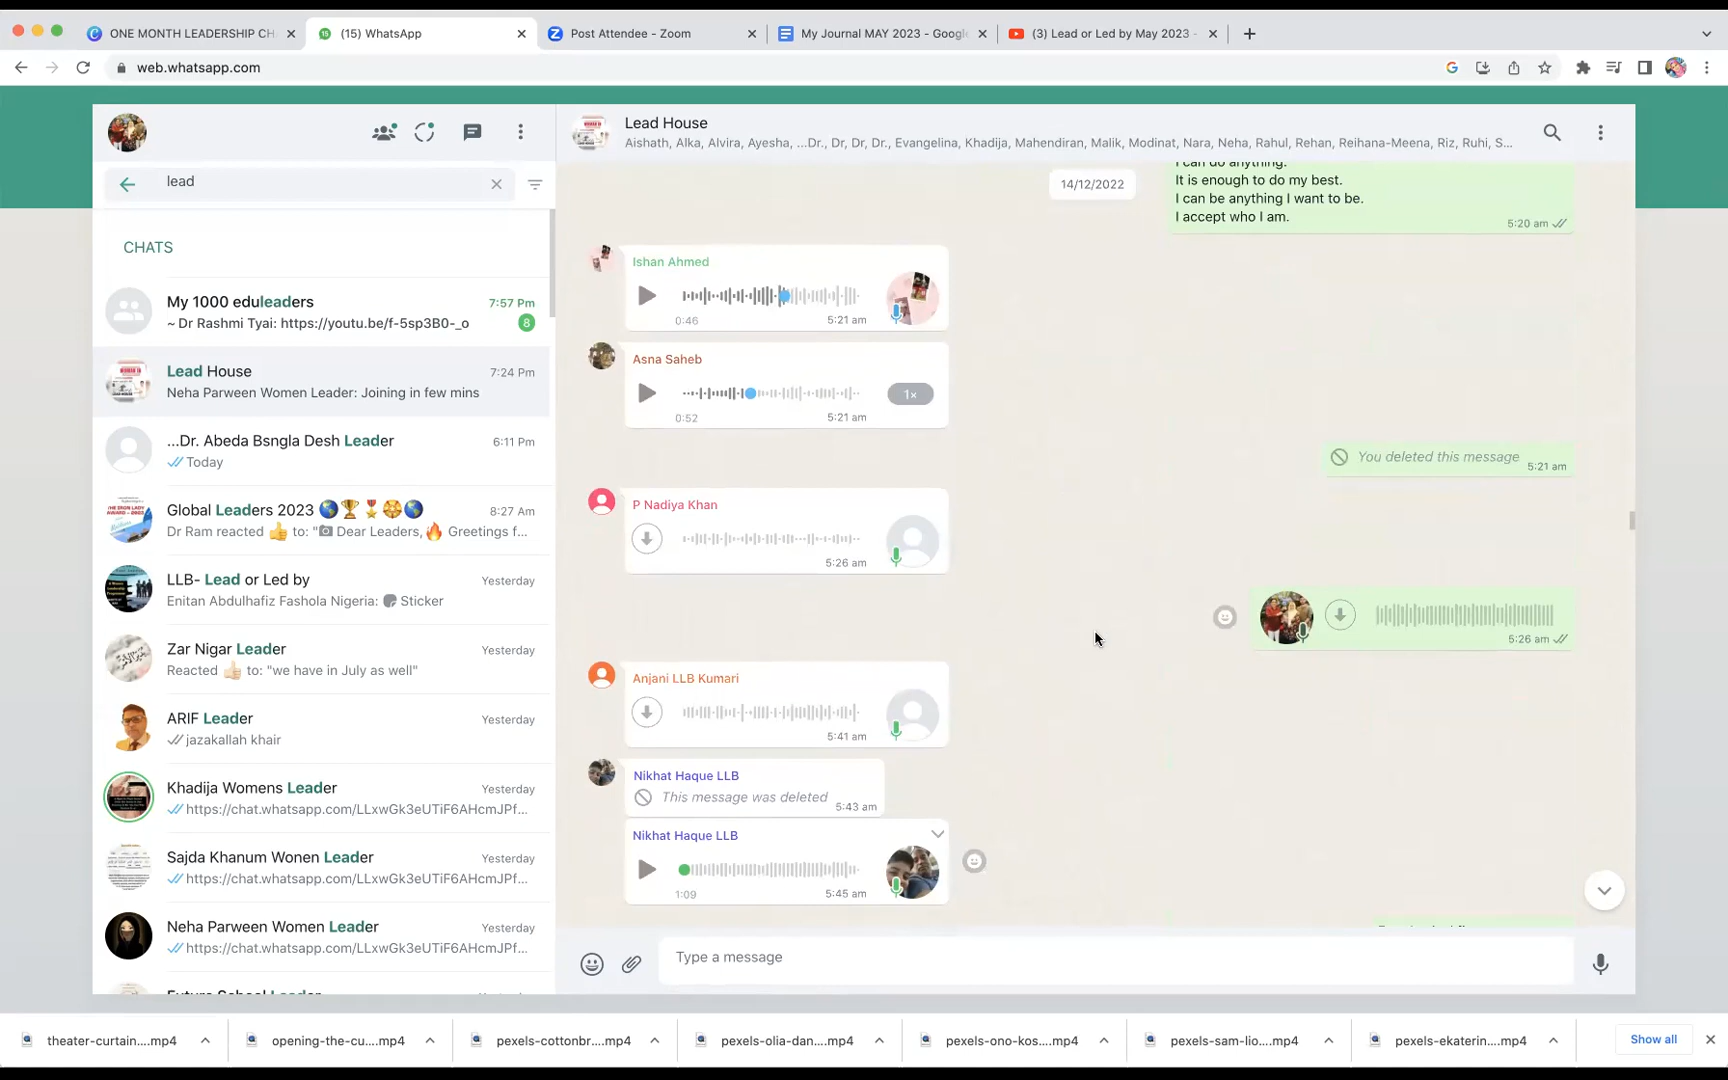 ONE MONTH LEADERSHIP CH
(15) WhatsApp
Post Attendee - Zoom
My Journal MAY 2023 - Google
(3) Lead or Led by May 2023 -
web.whatsapp.com
lead
CHATS
My 1000 eduleaders
7:57 Pm
~ Dr Rashmi Tyai: https://youtu.be/f-5sp3B0-_o
8
Lead House
7:24 Pm
Neha Parween Women Leader: Joining in few mins
...Dr. Abeda Bsngla Desh Leader
6:11 Pm
Today
Global Leaders 2023 🌎🏆🎖️🏵️🌎
8:27 Am
Dr Ram reacted 👍 to: "📷 Dear Leaders,🔥 Greetings f...
LLB- Lead or Led by
Yesterday
Enitan Abdulhafiz Fashola Nigeria: Sticker
Zar Nigar Leader
Yesterday
Reacted 👍 to: "we have in July as well"
ARIF Leader
Yesterday
jazakallah khair
Khadija Womens Leader
Yesterday
https://chat.whatsapp.com/LLxwGk3eUTiF6AHcmJPf...
Sajda Khanum Wonen Leader
Yesterday
https://chat.whatsapp.com/LLxwGk3eUTiF6AHcmJPf...
Neha Parween Women Leader
Yesterday
https://chat.whatsapp.com/LLxwGk3eUTiF6AHcmJPf...
Future School Leader
Lead House
Aishath, Alka, Alvira, Ayesha, ...Dr., Dr, Dr, Dr., Evangelina, Khadija, Mahendiran, Malik, Modinat, Nara, Neha, Rahul, Rehan, Reihana-Meena, Riz, Ruhi, S...
14/12/2022
I can do anything.
It is enough to do my best.
I can be anything I want to be.
I accept who I am.
5:20 am
Ishan Ahmed
0:46
5:21 am
Asna Saheb
1×
0:52
5:21 am
You deleted this message
5:21 am
P Nadiya Khan
5:26 am
5:26 am
Anjani LLB Kumari
5:41 am
Nikhat Haque LLB
This message was deleted
5:43 am
Nikhat Haque LLB
1:09
5:45 am
Type a message
theater-curtain....mp4
opening-the-cu....mp4
pexels-cottonbr....mp4
pexels-olia-dan....mp4
pexels-ono-kos....mp4
pexels-sam-lio....mp4
pexels-ekaterin....mp4
Show all